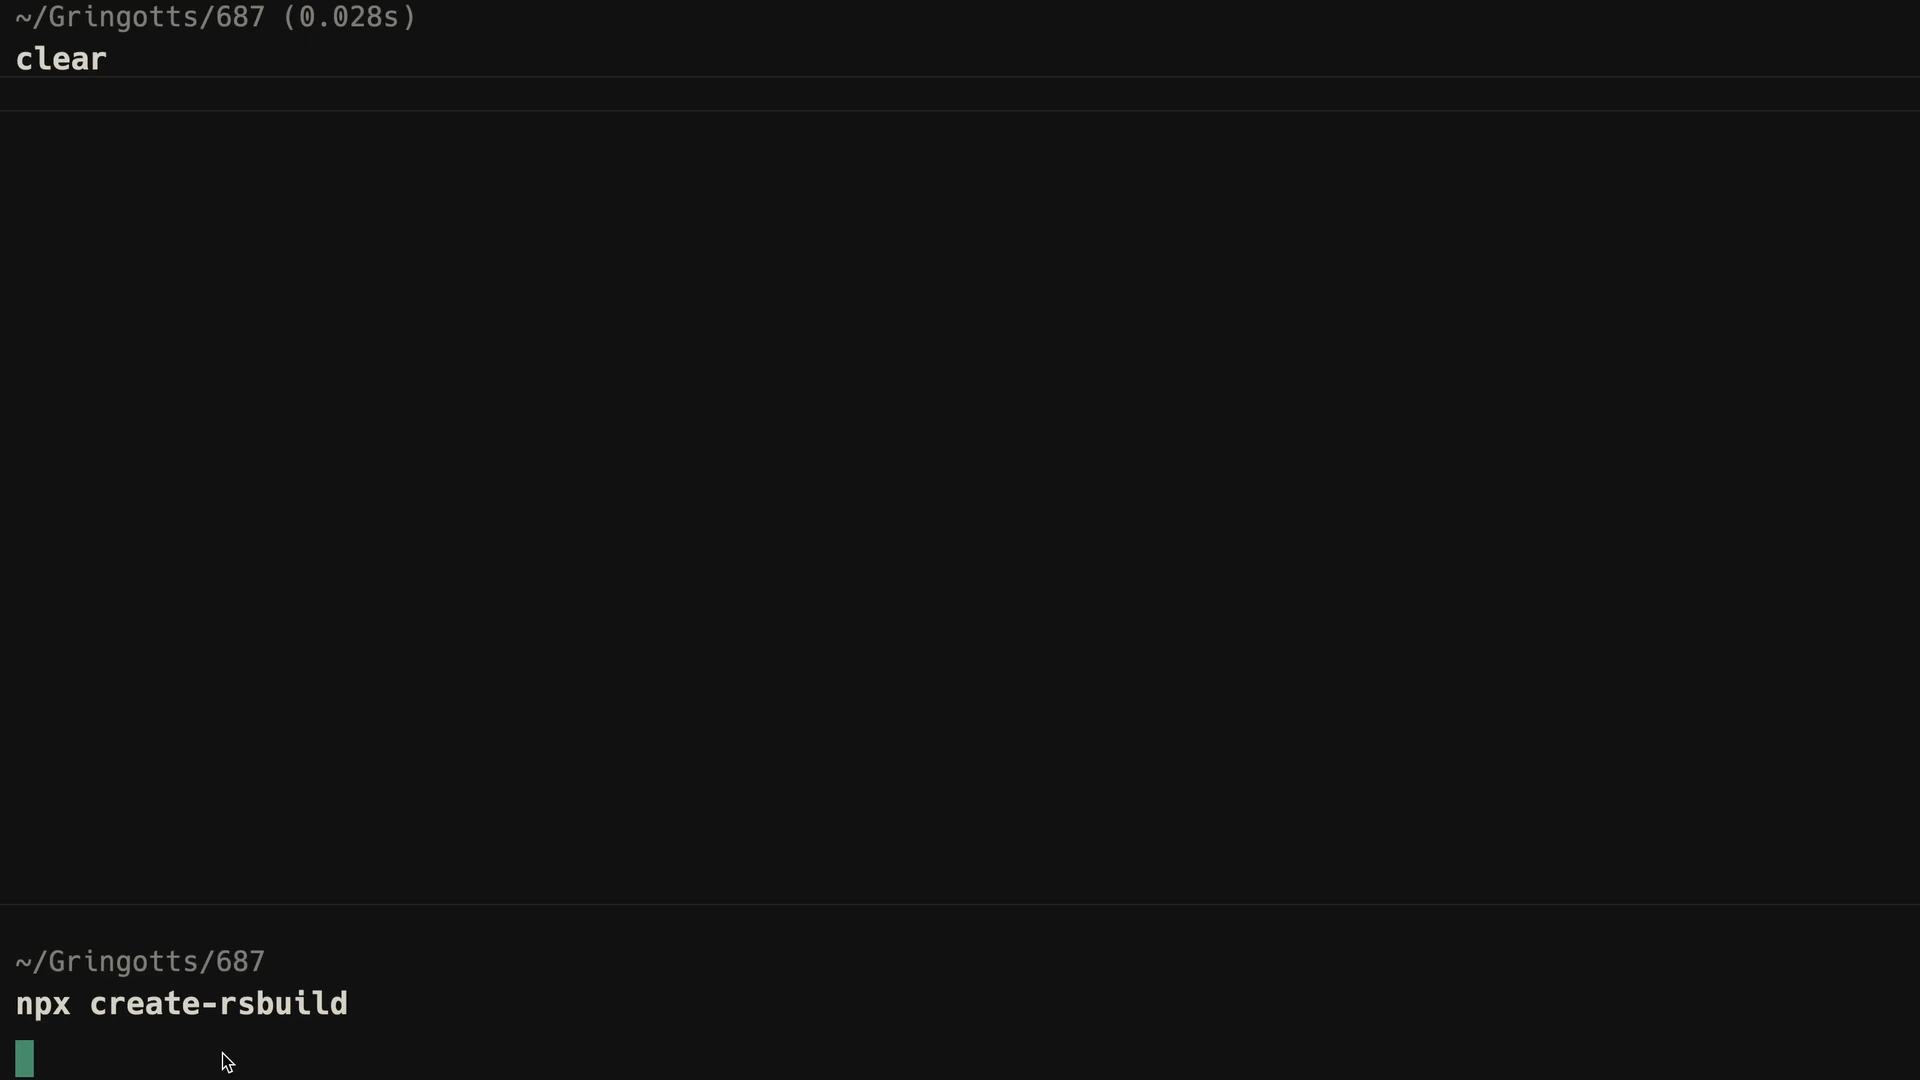 ~/Gringotts/687 (0.028s)
clear
~/Gringotts/687
npx create-rsbuild